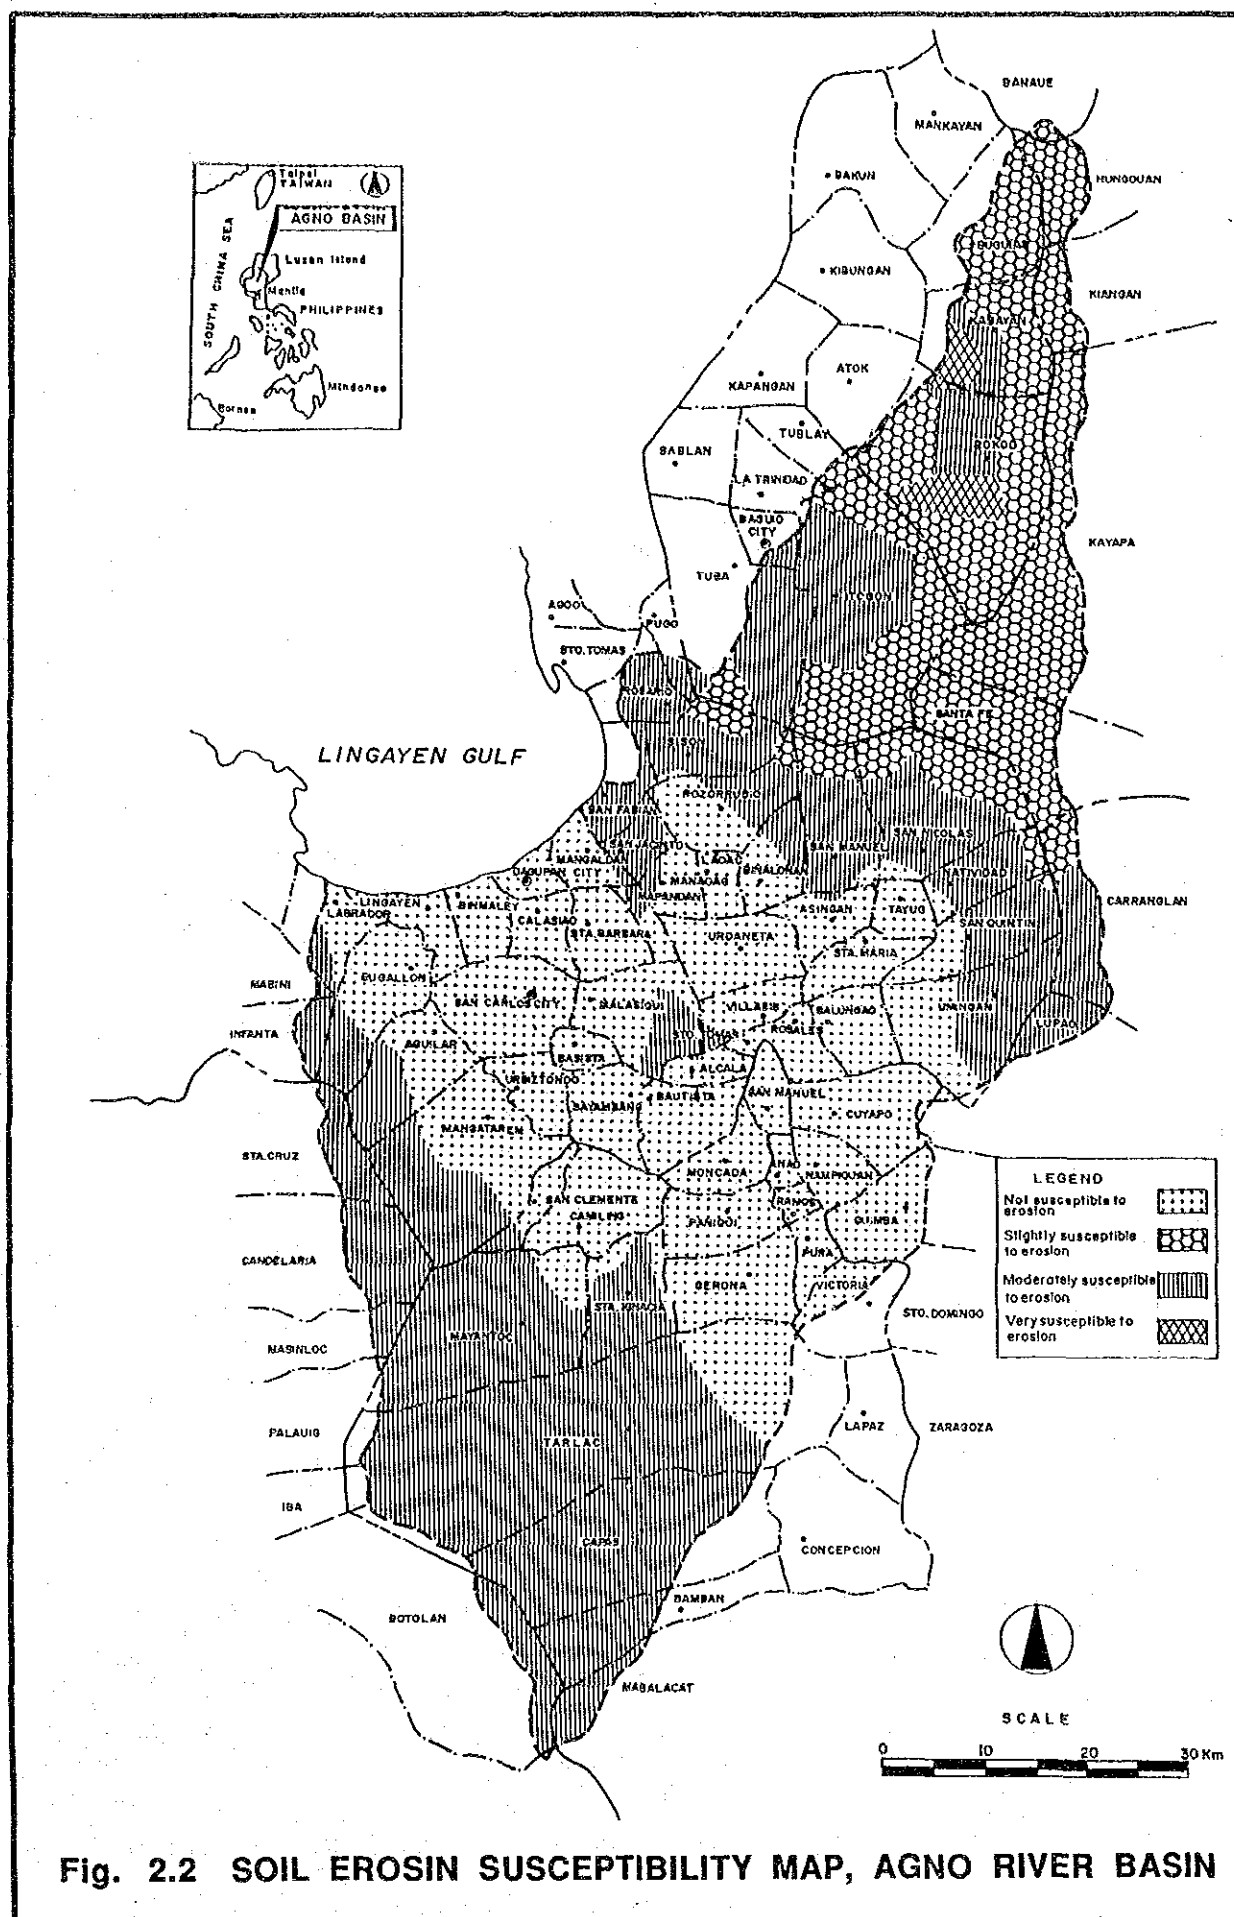 BANAUE
MANKAYAN
HUNGDUAN
BAKUN
BUGUIAS
KIBUNGAN
KIANGAN
KABAYAN
ATOK
KAPANGAN
TUBLAY
BOKOD
SABLAN
LA TRINIDAD
BAGUIO
CITY
KAYAPA
TUBA
ITOGON
AGOO
PUGO
STO. TOMAS
ROSARIO
SANTA FE
SISON
Taipei
TAIWAN
AGNO BASIN
SOUTH CHINA SEA
Luzon Island
Manila
PHILIPPINES
Mindanao
Borneo
LINGAYEN GULF
POZORRUBIO
SAN FABIAN
SAN NICOLAS
SAN JACINTO
SAN MANUEL
MANGALDAN
LAOAC
DAGUPAN CITY
MANAOAG
BINALONAN
NATIVIDAD
MAPANDAN
LINGAYEN
BINMALEY
LABRADOR
CALASIAO
ASINGAN
TAYUG
CARRANGLAN
STA. BARBARA
URDANETA
SAN QUINTIN
STA. MARIA
BUGALLON
MABINI
SAN CARLOS CITY
MALASIQUI
VILLASIS
BALUNGAO
UMINGAN
INFANTA
STO. TOMAS
ROSALES
LUPAO
AGUILAR
BASISTA
ALCALA
URBIZTONDO
BAUTISTA
SAN MANUEL
BAYAMBANG
CUYAPO
MANGATAREM
STA. CRUZ
MONCADA
ANAO
NAMPIQUAN
SAN CLEMENTE
RAMOS
CAMILING
PANIQUI
GUIMBA
CANDELARIA
PURA
GERONA
VICTORIA
STA. IGNACIA
STO. DOMINGO
MAYANTOC
MASINLOC
PALAUIG
LAPAZ
ZARAGOZA
TARLAC
IBA
CAPAS
CONCEPCION
BAMBAN
BOTOLAN
MABALACAT
LEGEND
Not susceptible to
erosion
Slightly susceptible
to erosion
Moderately susceptible
to erosion
Very susceptible to
erosion
SCALE
0 10 20 30 Km
Fig. 2.2 SOIL EROSIN SUSCEPTIBILITY MAP, AGNO RIVER BASIN